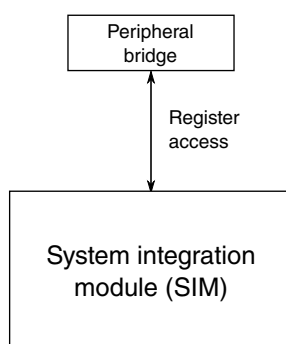 Peripheral
bridge
Register
access
System integration
module (SIM)